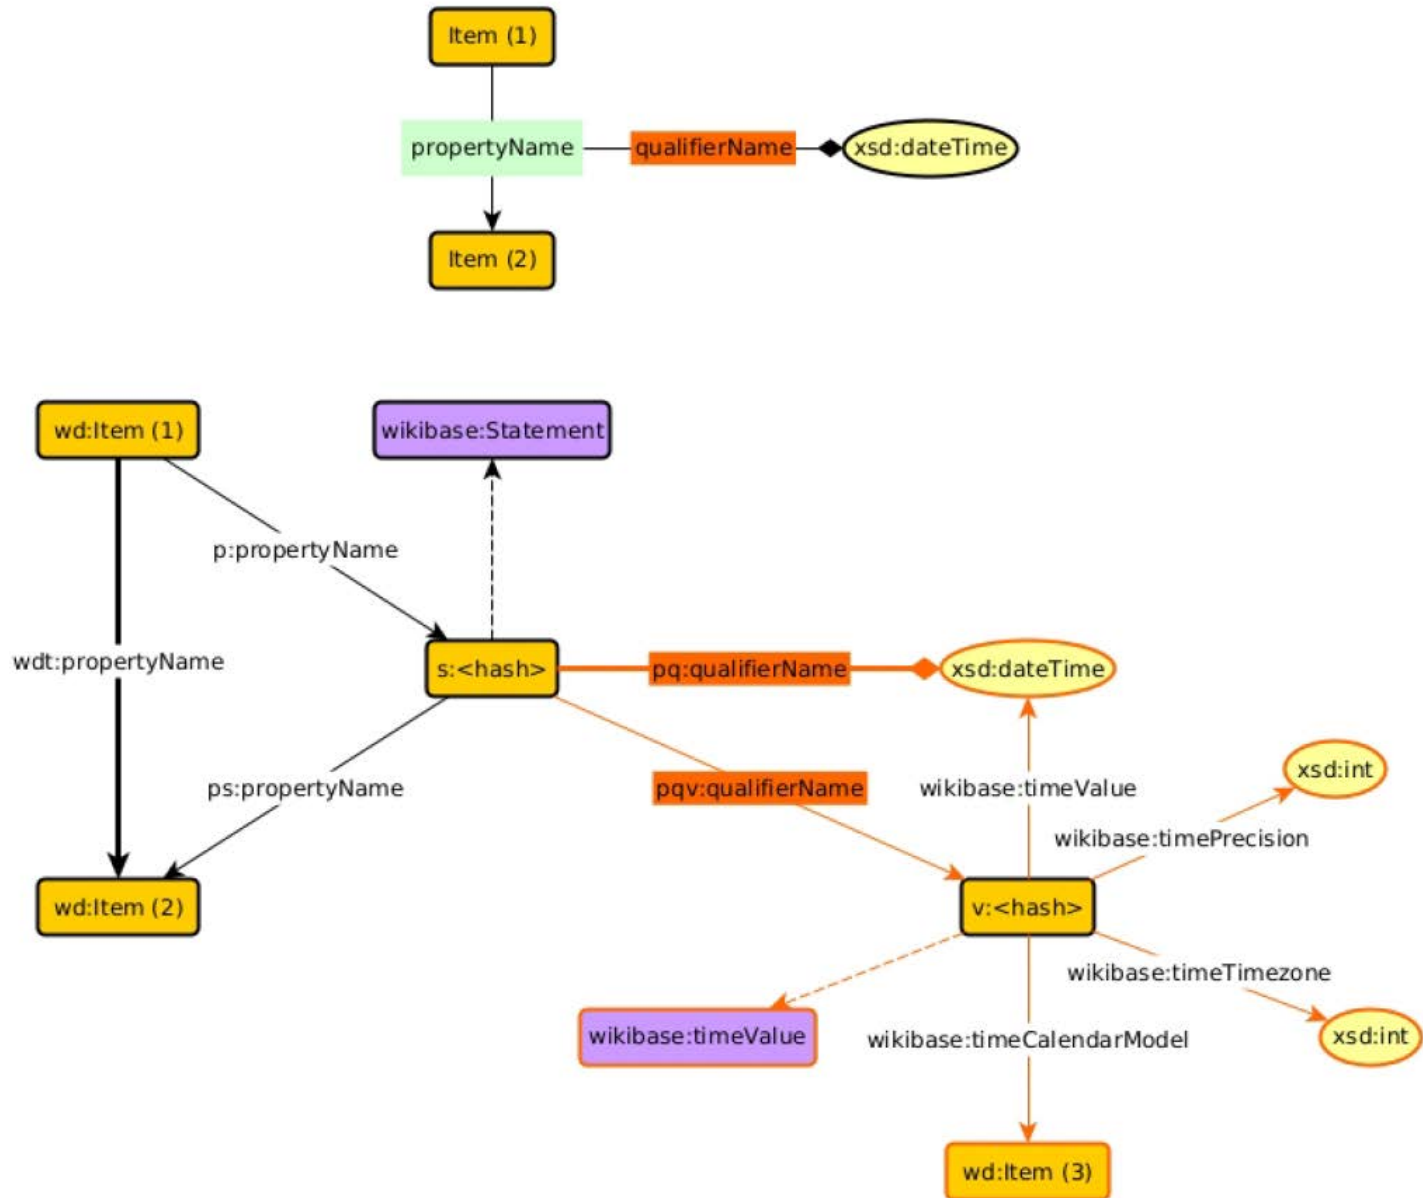 Item (1)
propertyName
qualifierName
xsd:dateTime
Item (2)
wd:Item (1)
wikibase:Statement
p:propertyName
wdt:propertyName
s:<hash>
pq:qualifierName
xsd:dateTime
ps:propertyName
pqv:qualifierName
wikibase:timeValue
xsd:int
wikibase:timePrecision
wd:Item (2)
v:<hash>
wikibase:timeTimezone
wikibase:timeValue
wikibase:timeCalendarModel
xsd:int
wd:Item (3)